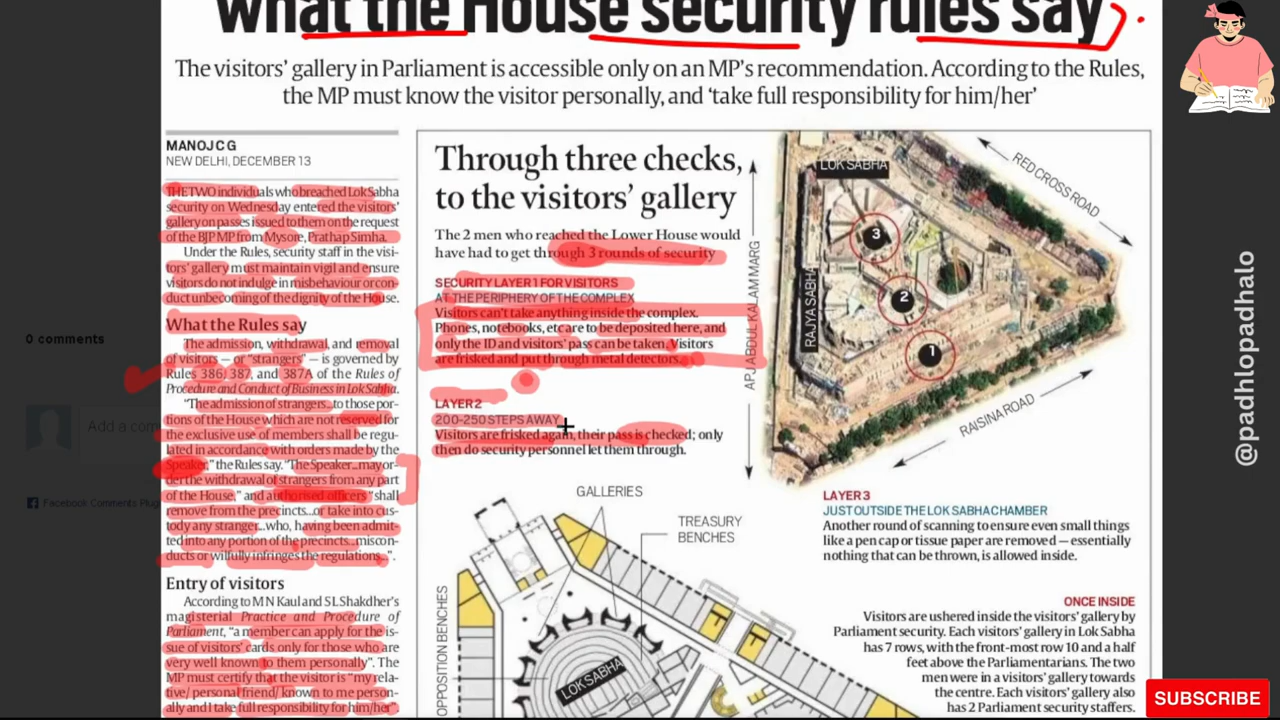 What the House security rules say
The visitors' gallery in Parliament is accessible only on an MP's recommendation. According to the Rules,
the MP must know the visitor personally, and 'take full responsibility for him/her'
MANOJ C G
NEW DELHI, DECEMBER 13
THE TWO individuals who breached Lok Sabha
security on Wednesday entered the visitors'
gallery on passes issued to them on the request
of the BJP MP from Mysore, Prathap Simha.
Under the Rules, security staff in the visi-
tors' gallery must maintain vigil and ensure
visitors do not indulge in misbehaviour or con-
duct unbecoming of the dignity of the House.
What the Rules say
The admission, withdrawal, and removal
of visitors — or "strangers" — is governed by
Rules 386, 387, and 387A of the Rules of
Procedure and Conduct of Business in Lok Sabha.
"The admission of strangers...to those por-
tions of the House which are not reserved for
the exclusive use of members shall be regu-
lated in accordance with orders made by the
Speaker," the Rules say. "The Speaker...may or-
der the withdrawal of strangers from any part
of the House," and authorised officers "shall
remove from the precincts...or take into cus-
tody any stranger...who, having been admit-
ted into any portion of the precincts...miscon-
ducts or wilfully infringes the regulations...".
Entry of visitors
According to M N Kaul and S L Shakdher's
magisterial Practice and Procedure of
Parliament, "a member can apply for the is-
sue of visitors' cards only for those who are
very well known to them personally". The
MP must certify that the visitor is "my rela-
tive/ personal friend/ known to me person-
ally and I take full responsibility for him/her".
Through three checks,
to the visitors' gallery
The 2 men who reached the Lower House would
have had to get through 3 rounds of security
SECURITY LAYER 1 FOR VISITORS
AT THE PERIPHERY OF THE COMPLEX
Visitors can't take anything inside the complex.
Phones, notebooks, etc are to be deposited here, and
only the ID and visitors' pass can be taken. Visitors
are frisked and put through metal detectors.
LAYER 2
200-250 STEPS AWAY
Visitors are frisked again, their pass is checked; only
then do security personnel let them through.
LOK SABHA
RAJYA SABHA
APJ ABDUL KALAM MARG
RED CROSS ROAD
RAISINA ROAD
3
2
1
LAYER 3
JUST OUTSIDE THE LOK SABHA CHAMBER
Another round of scanning to ensure even small things
like a pen cap or tissue paper are removed — essentially
nothing that can be thrown, is allowed inside.
GALLERIES
TREASURY
BENCHES
OPPOSITION BENCHES
LOK SABHA
ONCE INSIDE
Visitors are ushered inside the visitors' gallery by
Parliament security. Each visitors' gallery in Lok Sabha
has 7 rows, with the front-most row 10 and a half
feet above the Parliamentarians. The two
men were in a visitors' gallery towards
the centre. Each visitors' gallery also
has 2 Parliament security staffers.
0 comments
Add a com
Facebook Comments Plug
@padhlopadhalo
SUBSCRIBE